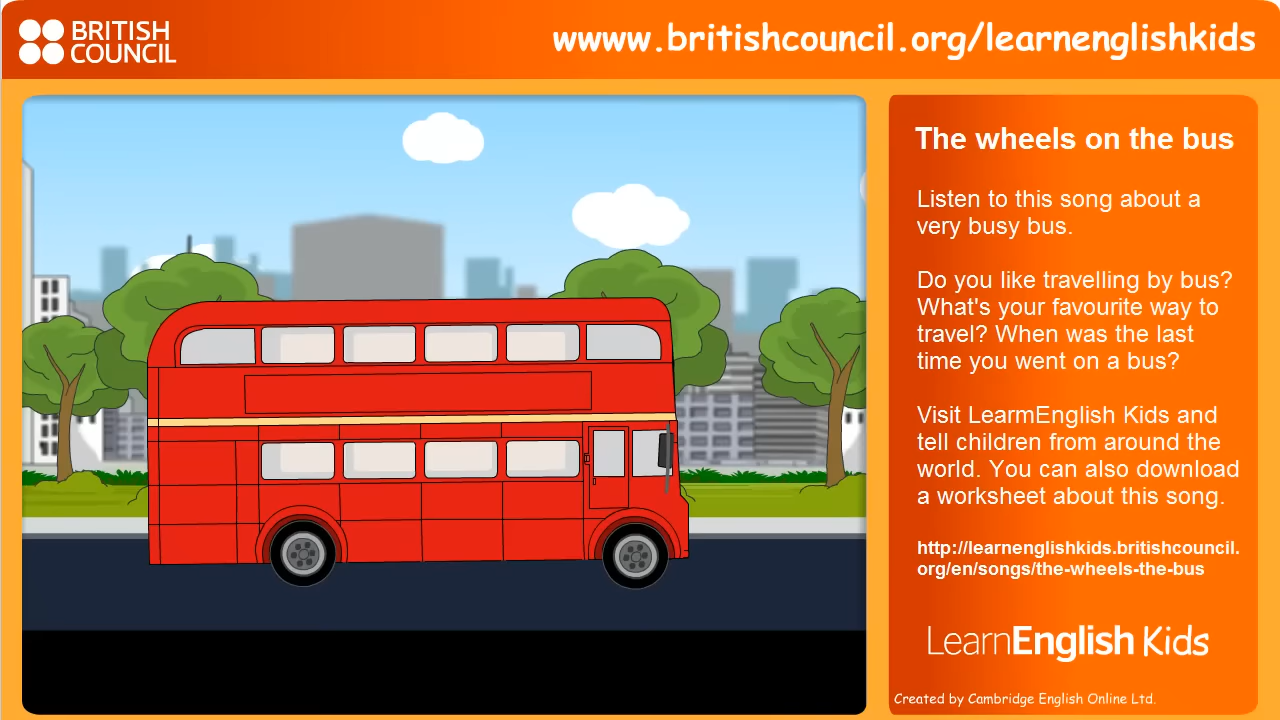 BRITISH
COUNCIL
www.britishcouncil.org/learnenglishkids
The wheels on the bus
Listen to this song about a
very busy bus.
Do you like travelling by bus?
What's your favourite way to
travel? When was the last
time you went on a bus?
Visit LearmEnglish Kids and
tell children from around the
world. You can also download
a worksheet about this song.
http://learnenglishkids.britishcouncil.
org/en/songs/the-wheels-the-bus
LearnEnglish Kids
Created by Cambridge English Online Ltd.